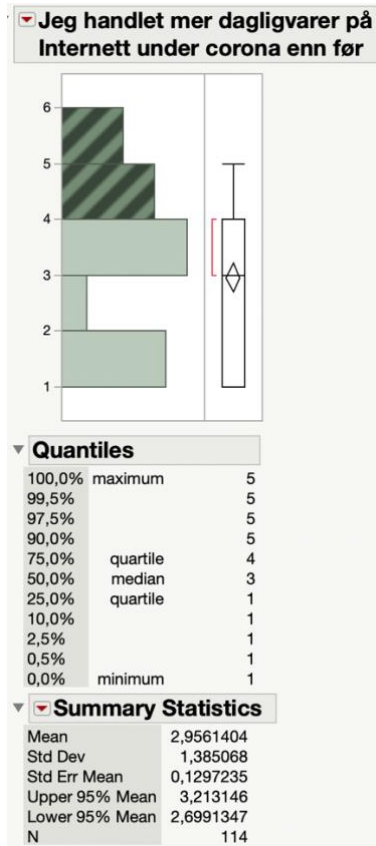 Jeg handlet mer dagligvarer på
Internett under corona enn før
6
5
4
3
2
1
Quantiles
100,0% maximum 5
99,5% 5
97,5% 5
90,0% 5
75,0% quartile 4
50,0% median 3
25,0% quartile 1
10,0% 1
2,5% 1
0,5% 1
0,0% minimum 1
Summary Statistics
Mean 2,9561404
Std Dev 1,385068
Std Err Mean 0,1297235
Upper 95% Mean 3,213146
Lower 95% Mean 2,6991347
N 114